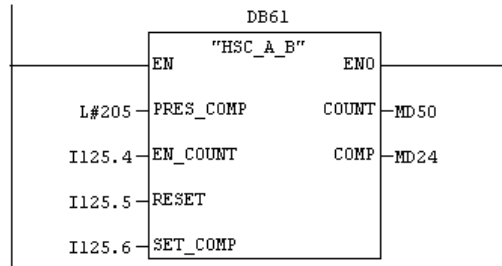 DB61
"HSC_A_B"
EN ENO
L#205 PRES_COMP COUNT MD50
I125.4 EN_COUNT COMP MD24
I125.5 RESET
I125.6 SET_COMP